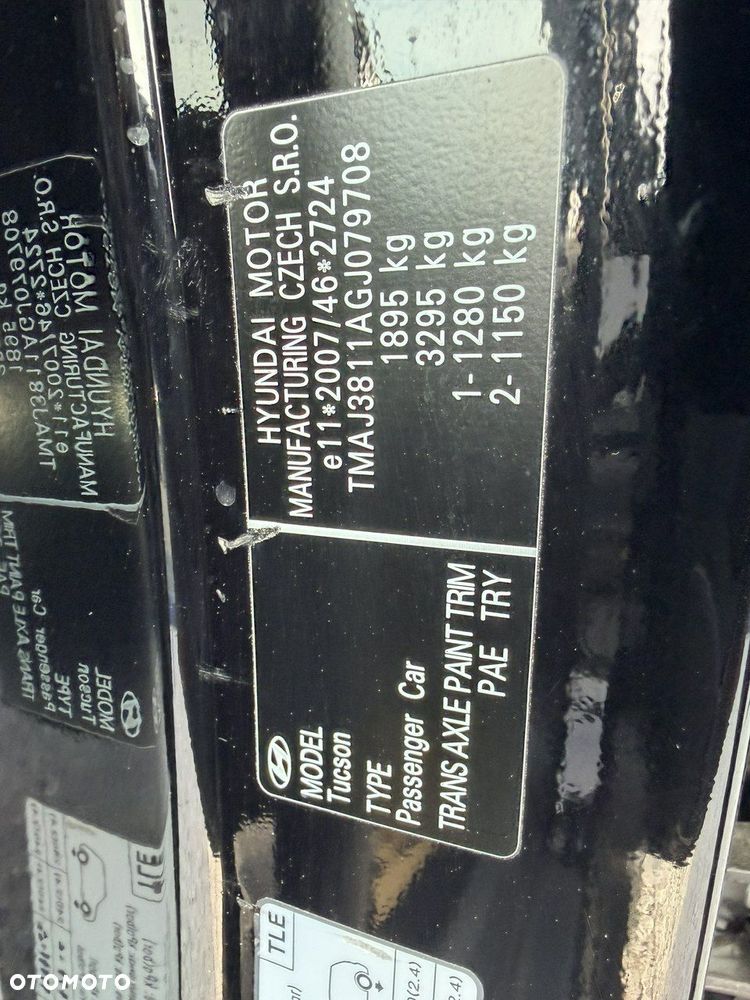 HYUNDAI MOTOR
MANUFACTURING CZECH S.R.O.
e11*2007/46*2724
TMAJ3811AGJ079708
1895 kg
3295 kg
1- 1280 kg
2- 1150 kg
MODEL
Tucson
TYPE
Passenger Car
TRANS AXLE PAINT TRIM
PAE TRY
TLE
OTOMOTO